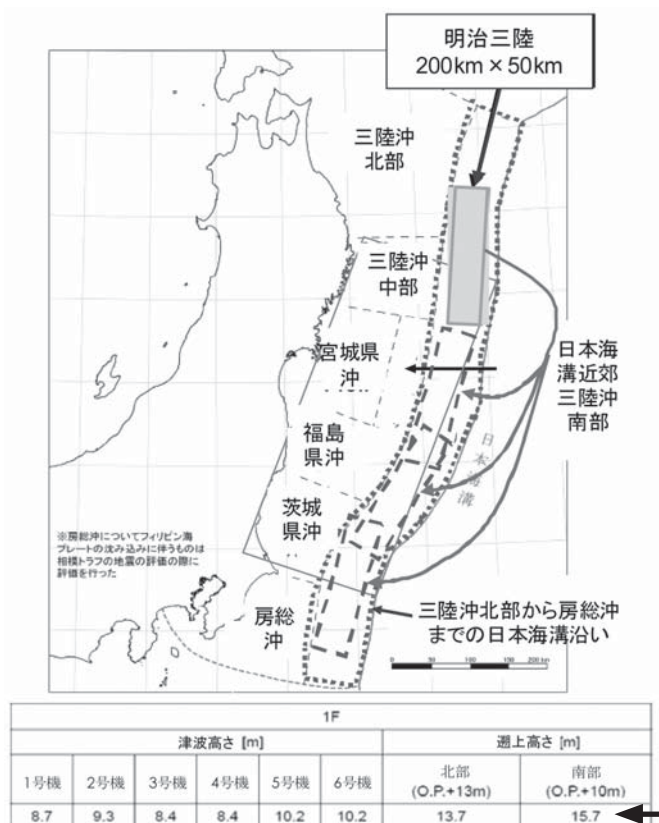 明治三陸
200km×50km
三陸沖
北部
三陸沖
中部
宮城県
沖
福島
県沖
茨城
県沖
房総
沖
日本海
溝近郊
三陸沖
南部
日本海溝
※房総沖についてフィリピン海
プレートの沈み込みに伴うものは
相模トラフの地震の評価の際に
評価を行った
三陸沖北部から房総沖
までの日本海溝沿い
0 50 100 150 200 km
1F
津波高さ [m] 遡上高さ [m]
1号機 2号機 3号機 4号機 5号機 6号機 北部 (O.P.+13m) 南部 (O.P.+10m)
8.7 9.3 8.4 8.4 10.2 10.2 13.7 15.7